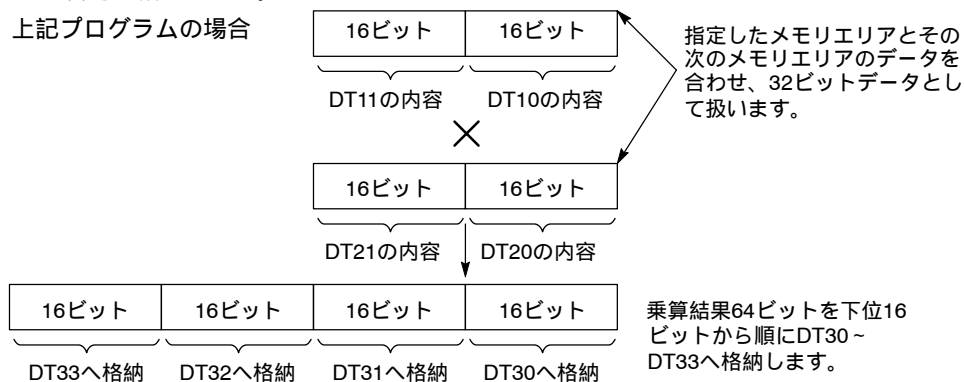 上記プログラムの場合
16ビット 16ビット
DT11の内容 DT10の内容
指定したメモリエリアとその
次のメモリエリアのデータを
合わせ、32ビットデータとし
て扱います。
×
16ビット 16ビット
DT21の内容 DT20の内容
16ビット 16ビット 16ビット 16ビット
DT33へ格納 DT32へ格納 DT31へ格納 DT30へ格納
乗算結果64ビットを下位16
ビットから順にDT30~
DT33へ格納します。